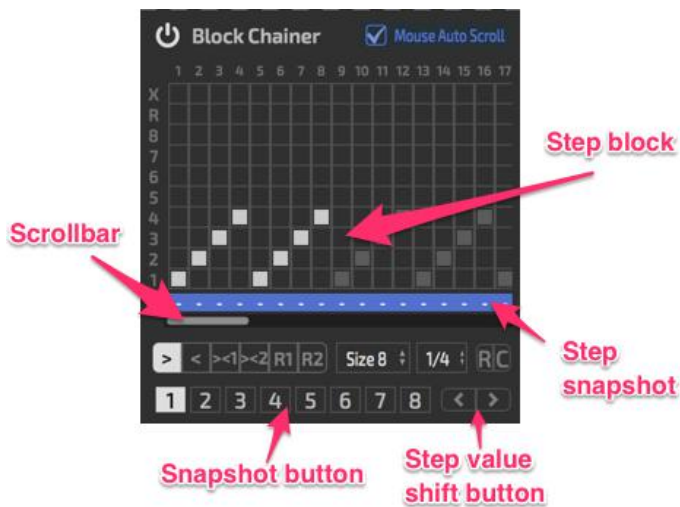 Block Chainer
Mouse Auto Scroll
1 2 3 4 5 6 7 8 9 10 11 12 13 14 15 16 17
X
R
8
7
6
5
4
3
2
1
Step block
Scrollbar
> < ><1 ><2 R1 R2 Size 8 1/4 R C
Step
snapshot
1 2 3 4 5 6 7 8 < >
Snapshot button
Step value
shift button